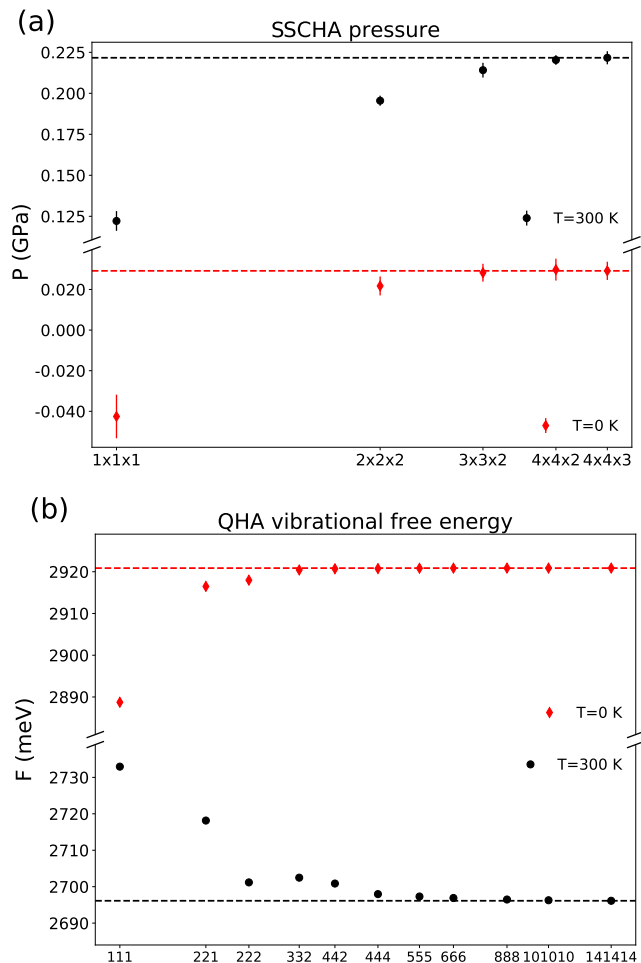 (a)
SSCHA pressure
0.225
0.200
0.175
0.150
0.125
T=300 K
P (GPa)
0.020
0.000
-0.020
-0.040
T=0 K
1x1x1 2x2x2 3x3x2 4x4x2 4x4x3
(b)
QHA vibrational free energy
2920
2910
2900
2890
T=0 K
F (meV)
T=300 K
2730
2720
2710
2700
2690
111 221 222 332 442 444 555 666 888 101010 141414